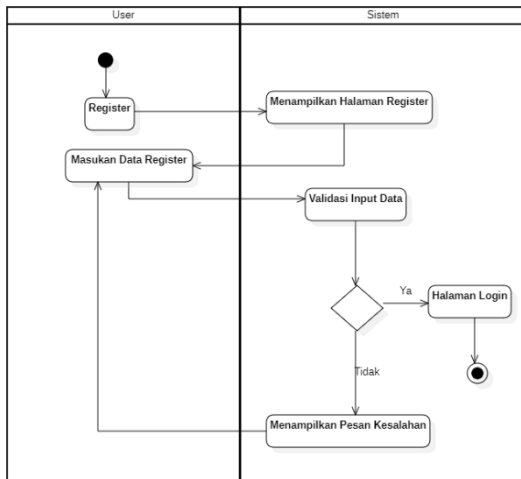 User
Sistem
Register
Menampilkan Halaman Register
Masukan Data Register
Validasi Input Data
Ya
Halaman Login
Tidak
Menampilkan Pesan Kesalahan